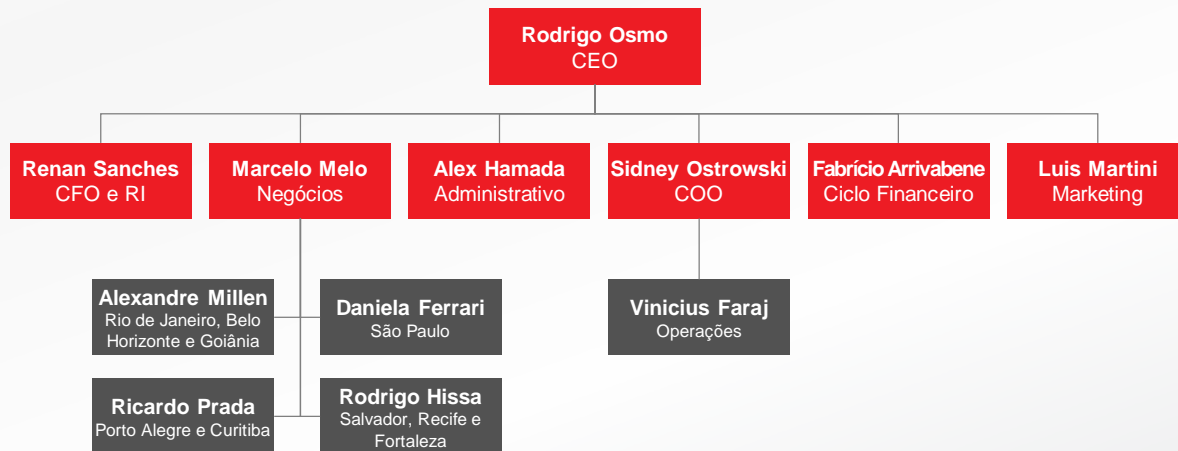 Rodrigo Osmo
CEO
Renan Sanches
CFO e RI
Marcelo Melo
Negócios
Alex Hamada
Administrativo
Sidney Ostrowski
COO
Fabrício Arrivabene
Ciclo Financeiro
Luis Martini
Marketing
Alexandre Millen
Rio de Janeiro, Belo
Horizonte e Goiânia
Daniela Ferrari
São Paulo
Vinicius Faraj
Operações
Ricardo Prada
Porto Alegre e Curitiba
Rodrigo Hissa
Salvador, Recife e
Fortaleza